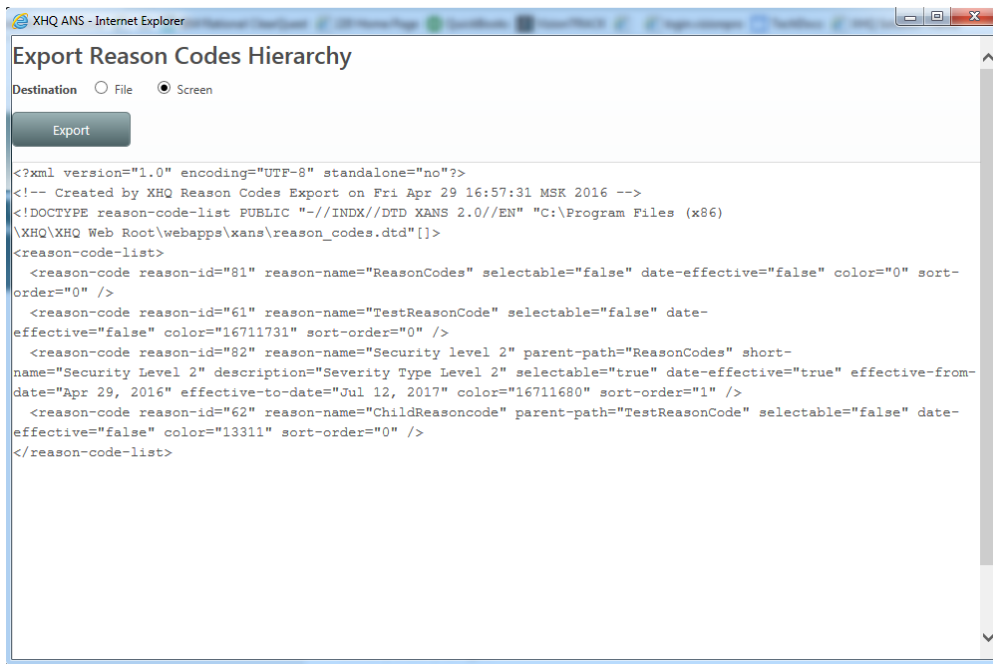 XHQ ANS - Internet Explorer
Export Reason Codes Hierarchy
Destination File Screen
Export
<?xml version="1.0" encoding="UTF-8" standalone="no"?>
<!-- Created by XHQ Reason Codes Export on Fri Apr 29 16:57:31 MSK 2016 -->
<!DOCTYPE reason-code-list PUBLIC "-//INDX//DTD XANS 2.0//EN" "C:\Program Files (x86)
\XHQ\XHQ Web Root\webapps\xans\reason_codes.dtd"[]>
<reason-code-list>
  <reason-code reason-id="81" reason-name="ReasonCodes" selectable="false" date-effective="false" color="0" sort-
order="0" />
  <reason-code reason-id="61" reason-name="TestReasonCode" selectable="false" date-
effective="false" color="16711731" sort-order="0" />
  <reason-code reason-id="82" reason-name="Security level 2" parent-path="ReasonCodes" short-
name="Security Level 2" description="Severity Type Level 2" selectable="true" date-effective="true" effective-from-
date="Apr 29, 2016" effective-to-date="Jul 12, 2017" color="16711680" sort-order="1" />
  <reason-code reason-id="62" reason-name="ChildReasoncode" parent-path="TestReasonCode" selectable="false" date-
effective="false" color="13311" sort-order="0" />
</reason-code-list>